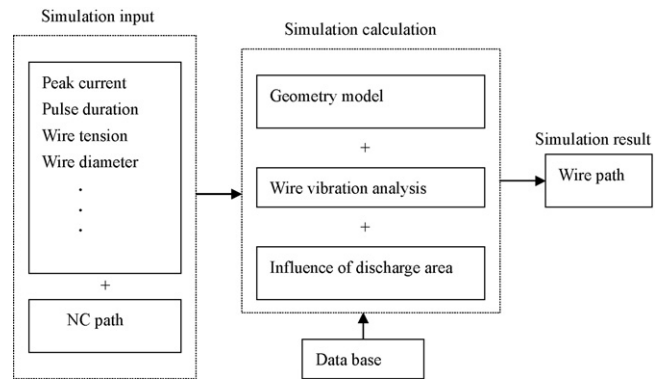 Simulation input
Peak current
Pulse duration
Wire tension
Wire diameter
.
.
.
+
NC path
Simulation calculation
Geometry model
+
Wire vibration analysis
+
Influence of discharge area
Data base
Simulation result
Wire path